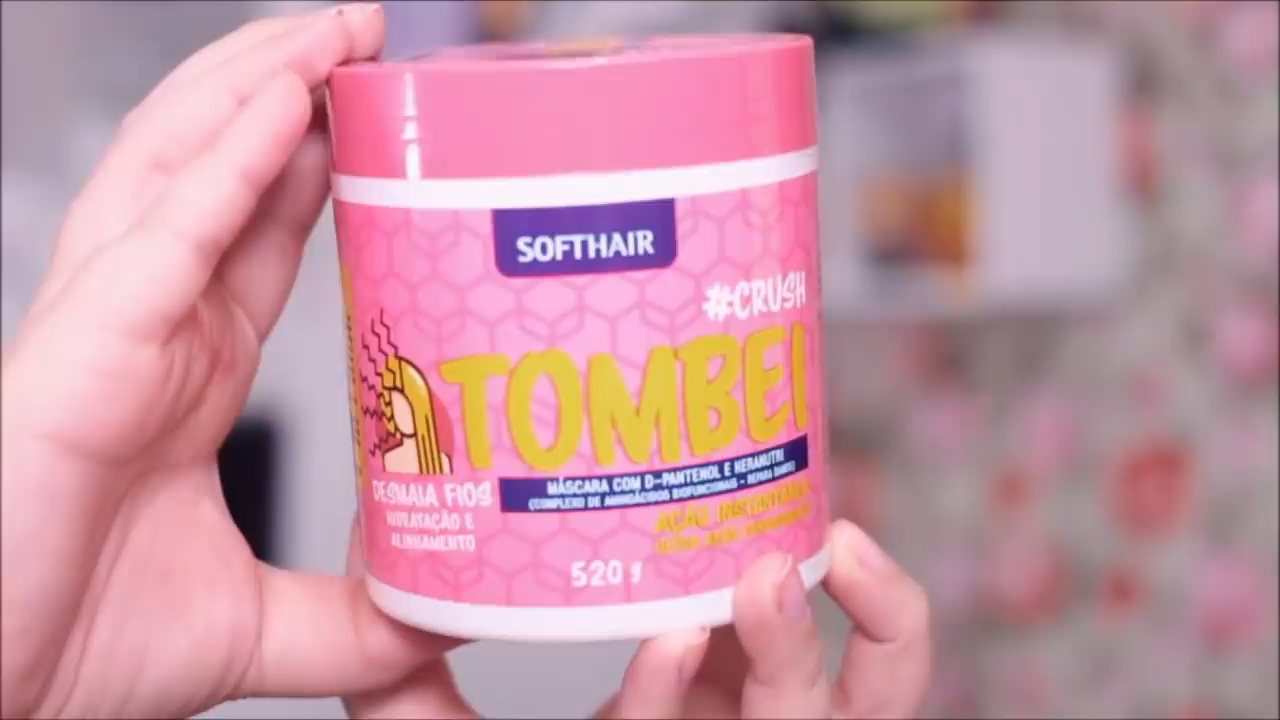 SOFTHAIR
#CRUSH
TOMBEI
MÁSCARA COM D-PANTENOL E KERANUTRI
(COMPLEXO DE AMINOÁCIDOS BIOFUNCIONAIS - REPARA DANOS)
DESMAIA FIOS
HIDRATAÇÃO E
ALINHAMENTO
AÇÃO INSTANTÂNEA
520 g